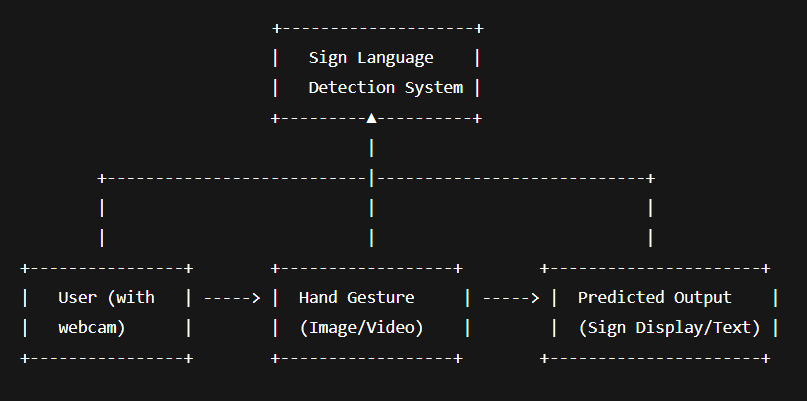 Sign Language
Detection System
User (with
webcam)
Hand Gesture
(Image/Video)
Predicted Output
(Sign Display/Text)